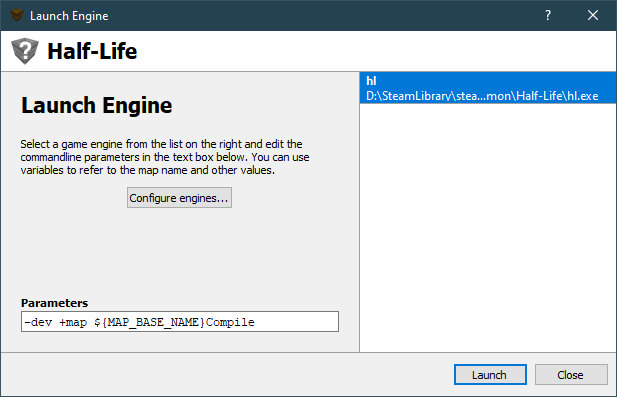 Launch Engine
?
Half-Life
hl
D:\SteamLibrary\stea...mon\Half-Life\hl.exe
Launch Engine
Select a game engine from the list on the right and edit the
commandline parameters in the text box below. You can use
variables to refer to the map name and other values.
Configure engines...
Parameters
-dev +map ${MAP_BASE_NAME}Compile
Launch
Close